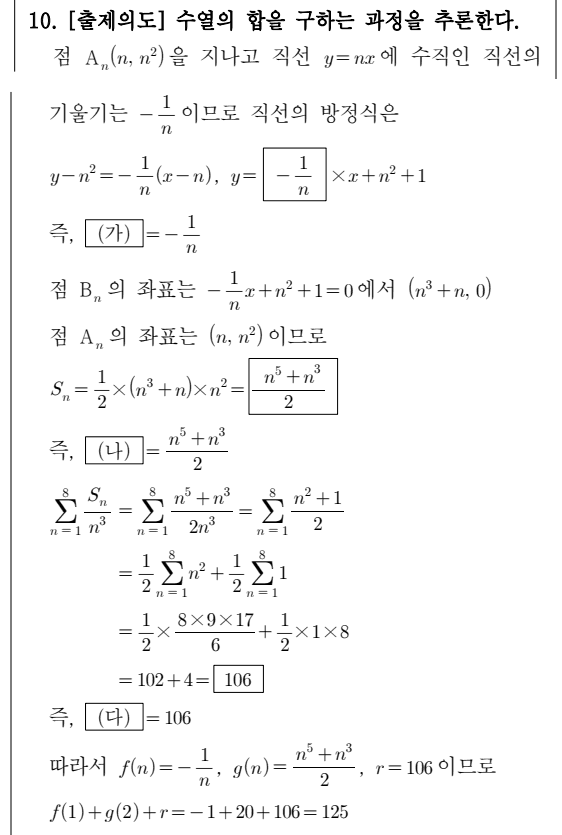 10. [출제의도] 수열의 합을 구하는 과정을 추론한다.
점 Aₙ(n, n²)을 지나고 직선 y=nx에 수직인 직선의
기울기는 −1/n 이므로 직선의 방정식은
y−n²=−1/n(x−n), y= −1/n ×x+n²+1
즉, (가) =−1/n
점 Bₙ의 좌표는 −1/n x+n²+1=0에서 (n³+n, 0)
점 Aₙ의 좌표는 (n, n²)이므로
Sₙ=1/2×(n³+n)×n²= (n⁵+n³)/2
즉, (나) =(n⁵+n³)/2
∑_{n=1}^{8} Sₙ/n³ = ∑_{n=1}^{8} (n⁵+n³)/2n³ = ∑_{n=1}^{8} (n²+1)/2
= 1/2 ∑_{n=1}^{8} n² + 1/2 ∑_{n=1}^{8} 1
= 1/2 × (8×9×17)/6 + 1/2 ×1×8
= 102+4= 106
즉, (다) =106
따라서 f(n)=−1/n, g(n)=(n⁵+n³)/2, r=106이므로
f(1)+g(2)+r=−1+20+106=125